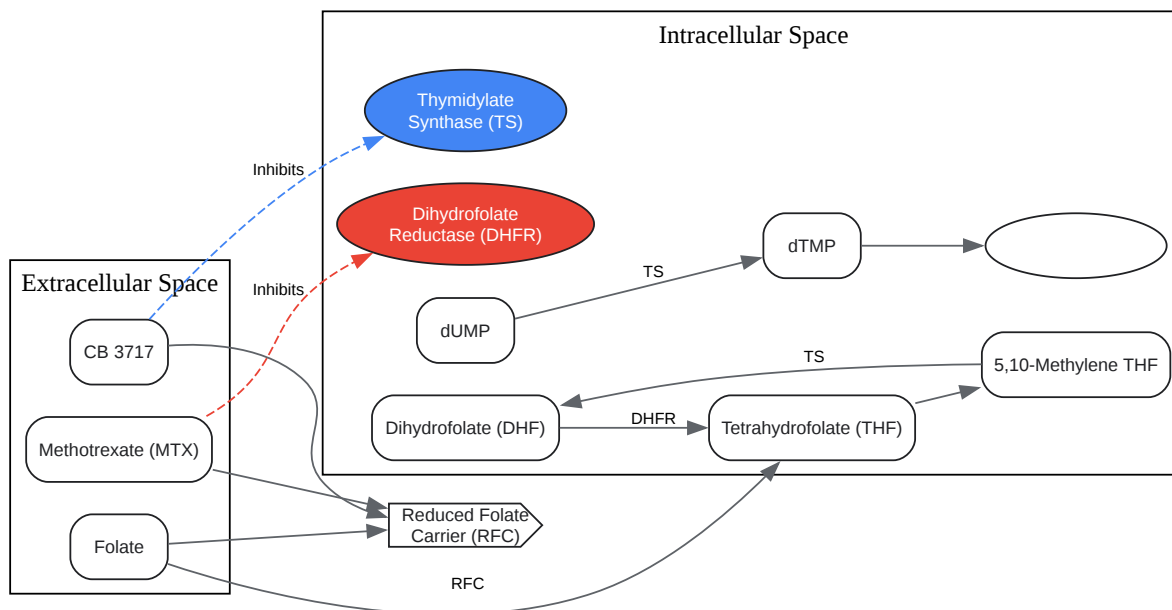 Intracellular Space
Thymidylate
Synthase (TS)
Inhibits
Dihydrofolate
Reductase (DHFR)
dTMP
TS
Extracellular Space
Inhibits
CB 3717
dUMP
TS
5,10-Methylene THF
Methotrexate (MTX)
Dihydrofolate (DHF)
DHFR
Tetrahydrofolate (THF)
Reduced Folate
Carrier (RFC)
Folate
RFC